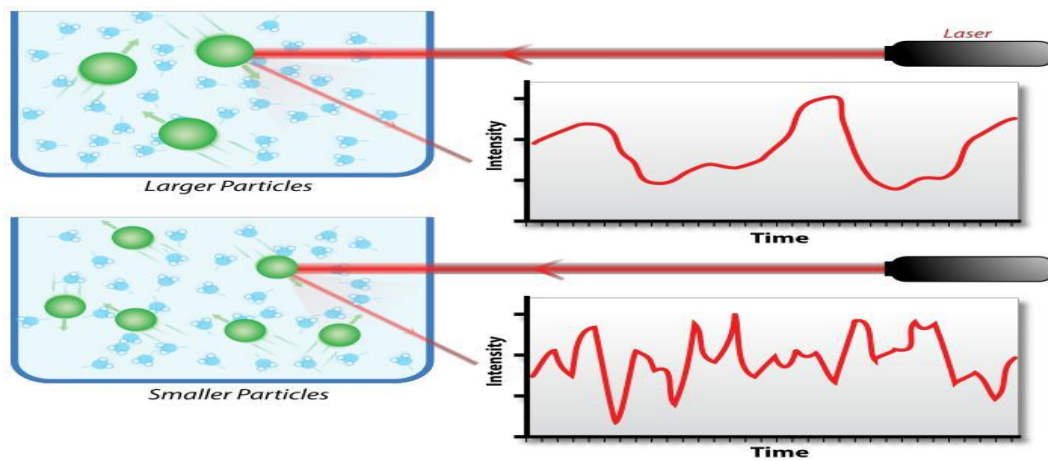 Laser
Intensity
Larger Particles
Time
Intensity
Smaller Particles
Time